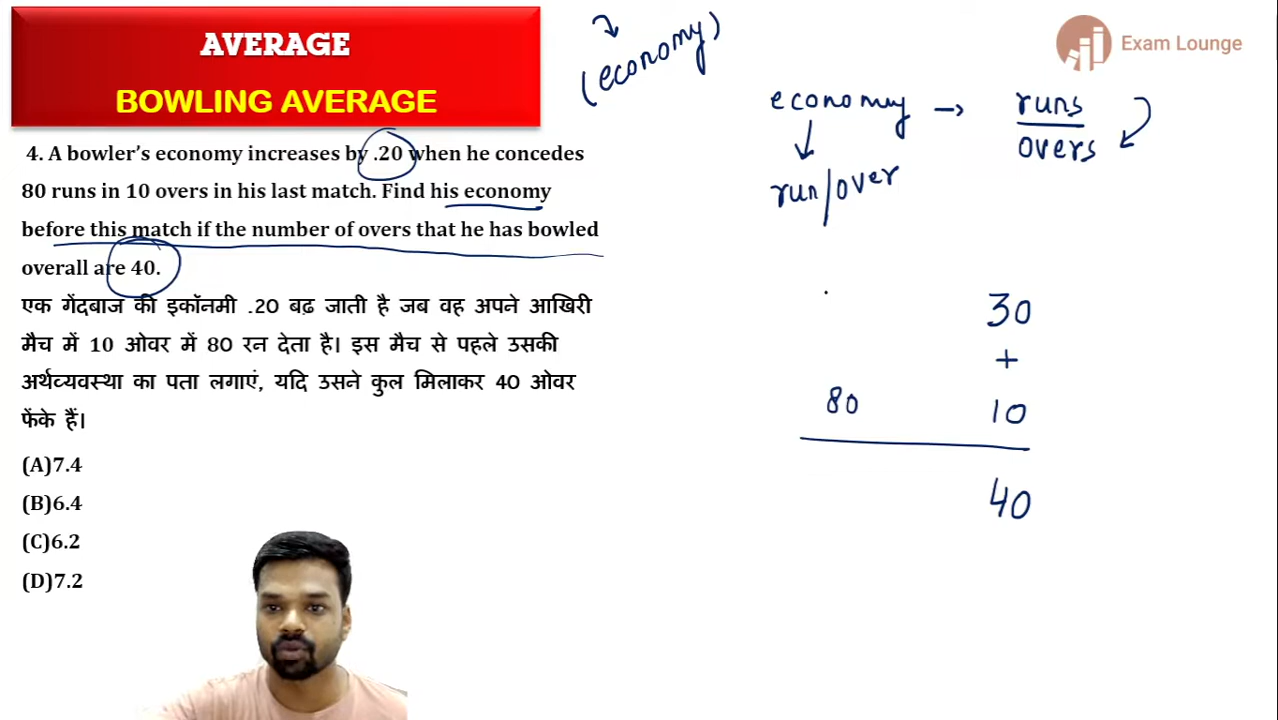 AVERAGE
BOWLING AVERAGE
(economy)
Exam Lounge
economy → runs
overs
run/over
4. A bowler's economy increases by .20 when he concedes
80 runs in 10 overs in his last match. Find his economy
before this match if the number of overs that he has bowled
overall are 40.
एक गेंदबाज की इकॉनमी .20 बढ़ जाती है जब वह अपने आखिरी
मैच में 10 ओवर में 80 रन देता है। इस मैच से पहले उसकी
अर्थव्यवस्था का पता लगाएं, यदि उसने कुल मिलाकर 40 ओवर
फेंके हैं।
(A)7.4
(B)6.4
(C)6.2
(D)7.2
30
+
80 10
40